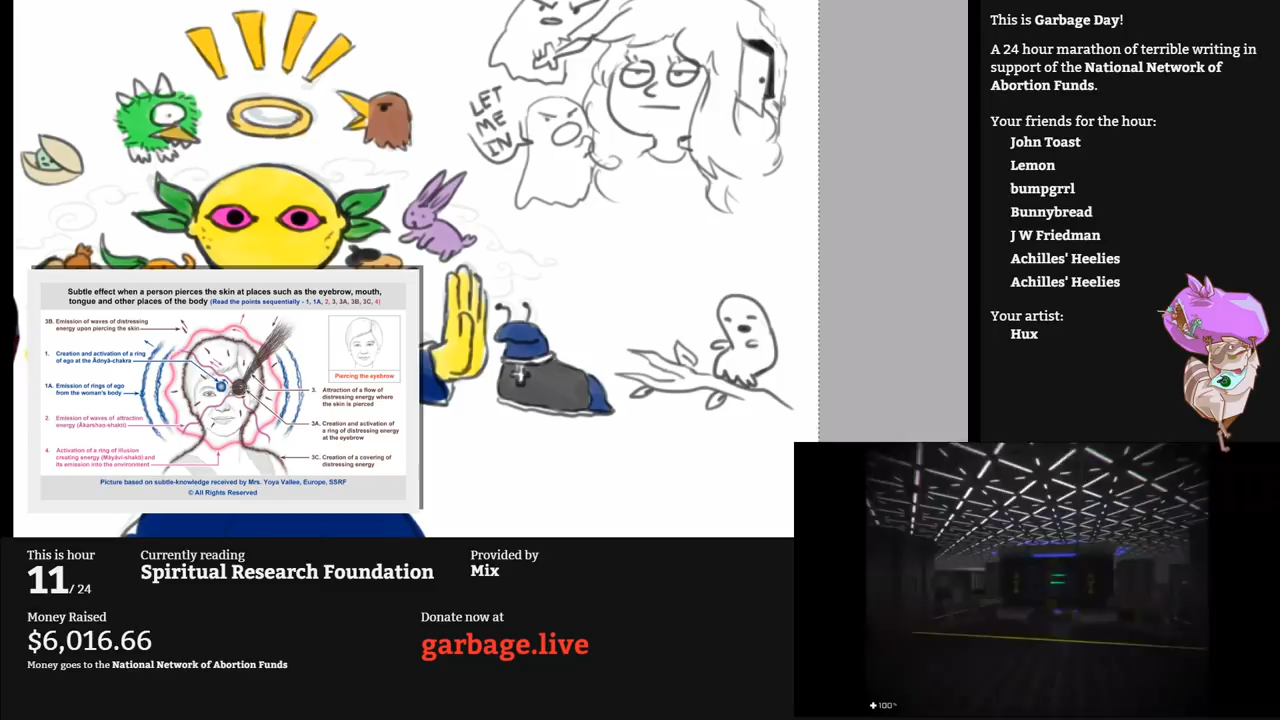 LET
ME
IN
Subtle effect when a person pierces the skin at places such as the eyebrow, mouth,
tongue and other places of the body (Read the points sequentially - 1, 1A, 2, 3, 3A, 3B, 3C, 4)
3B. Emission of waves of distressing
energy upon piercing the skin
1. Creation and activation of a ring
of ego at the Ādnyā-chakra
1A. Emission of rings of ego
from the woman's body
2. Emission of waves of attraction
energy (Ākarshan-shakti)
4. Activation of a ring of illusion
creating energy (Māyāvi-shakti) and
its emission into the environment
Piercing the eyebrow
3. Attraction of a flow of
distressing energy where
the skin is pierced
3A. Creation and activation of
a ring of distressing energy
at the eyebrow
3C. Creation of a covering of
distressing energy
Picture based on subtle-knowledge received by Mrs. Yoya Vallee, Europe, SSRF
© All Rights Reserved
This is Garbage Day!
A 24 hour marathon of terrible writing in
support of the National Network of
Abortion Funds.
Your friends for the hour:
John Toast
Lemon
bumpgrrl
Bunnybread
J W Friedman
Achilles' Heelies
Achilles' Heelies
Your artist:
Hux
This is hour
11/ 24
Currently reading
Spiritual Research Foundation
Provided by
Mix
Money Raised
$6,016.66
Money goes to the National Network of Abortion Funds
Donate now at
garbage.live
100%